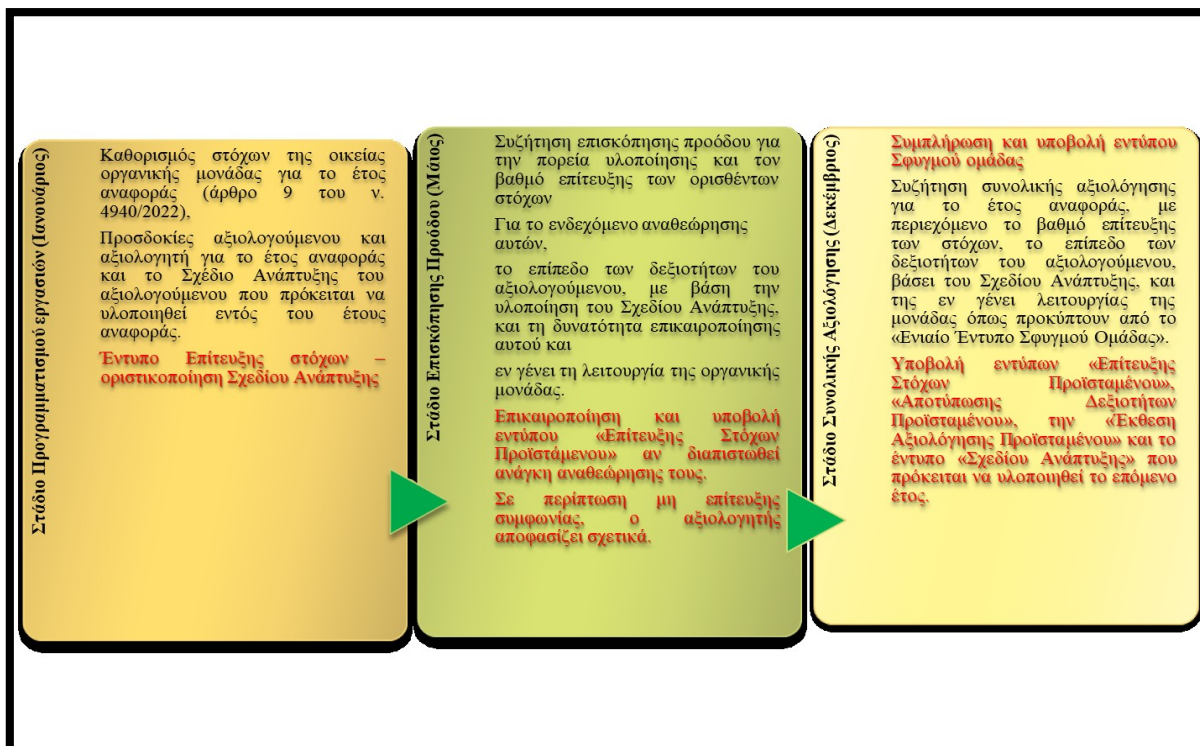 Στάδιο Προγραμματισμού εργασιών (Ιανουάριος)
Καθορισμός στόχων της οικείας
οργανικής μονάδας για το έτος
αναφοράς (άρθρο 9 του ν.
4940/2022),
Προσδοκίες αξιολογούμενου και
αξιολογητή για το έτος αναφοράς
και το Σχέδιο Ανάπτυξης του
αξιολογούμενου που πρόκειται να
υλοποιηθεί εντός του έτους
αναφοράς.
Έντυπο Επίτευξης στόχων –
οριστικοποίηση Σχεδίου Ανάπτυξης
Στάδιο Επισκόπησης Προόδου (Μάιος)
Συζήτηση επισκόπησης προόδου για
την πορεία υλοποίησης και τον
βαθμό επίτευξης των ορισθέντων
στόχων
Για το ενδεχόμενο αναθεώρησης
αυτών,
το επίπεδο των δεξιοτήτων του
αξιολογούμενου, με βάση την
υλοποίηση του Σχεδίου Ανάπτυξης,
και τη δυνατότητα επικαιροποίησης
αυτού και
εν γένει τη λειτουργία της οργανικής
μονάδας.
Επικαιροποίηση και υποβολή
εντύπου «Επίτευξης Στόχων
Προϊστάμενου» αν διαπιστωθεί
ανάγκη αναθεώρησης τους.
Σε περίπτωση μη επίτευξης
συμφωνίας, ο αξιολογητής
αποφασίζει σχετικά.
Στάδιο Συνολικής Αξιολόγησης (Δεκέμβριος)
Συμπλήρωση και υποβολή εντύπου
Σφυγμού ομάδας
Συζήτηση συνολικής αξιολόγησης
για το έτος αναφοράς, με
περιεχόμενο το βαθμό επίτευξης
των στόχων, το επίπεδο των
δεξιοτήτων του αξιολογούμενου,
βάσει του Σχεδίου Ανάπτυξης, και
της εν γένει λειτουργίας της
μονάδας όπως προκύπτουν από το
«Ενιαίο Έντυπο Σφυγμού Ομάδας».
Υποβολή εντύπων «Επίτευξης
Στόχων Προϊσταμένου»,
«Αποτύπωσης Δεξιοτήτων
Προϊσταμένου», την «Έκθεση
Αξιολόγησης Προϊσταμένου» και το
έντυπο «Σχεδίου Ανάπτυξης» που
πρόκειται να υλοποιηθεί το επόμενο
έτος.